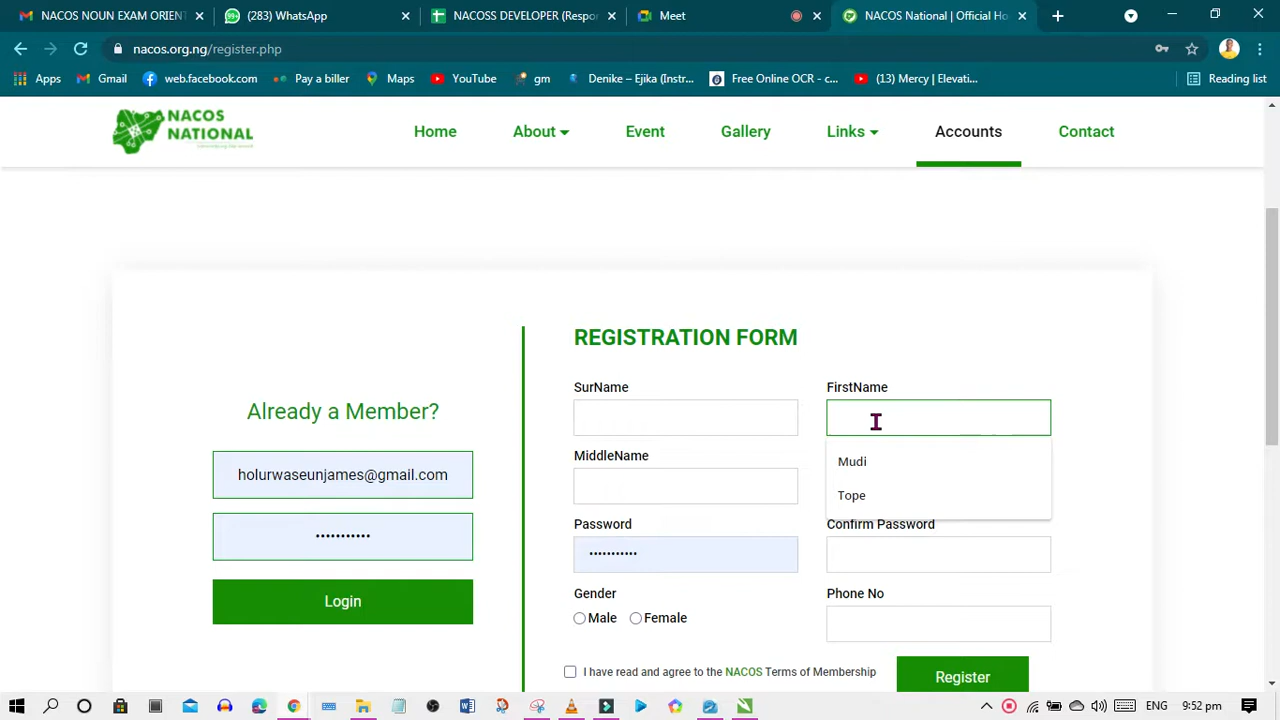 NACOS NOUN EXAM ORIENT
(283) WhatsApp
NACOSS DEVELOPER (Respon
Meet
NACOS National | Official Ho
nacos.org.ng/register.php
Apps
Gmail
web.facebook.com
Pay a biller
Maps
YouTube
gm
Denike – Ejika (Instr...
Free Online OCR - c...
(13) Mercy | Elevati...
Reading list
NACOS
NATIONAL
Home
About
Event
Gallery
Links
Accounts
Contact
Already a Member?
holurwaseunjames@gmail.com
•••••••••••
Login
REGISTRATION FORM
SurName
FirstName
Mudi
Tope
MiddleName
Password
Confirm Password
•••••••••••
Gender
Phone No
Male
Female
I have read and agree to the NACOS Terms of Membership
Register
ENG
9:52 pm